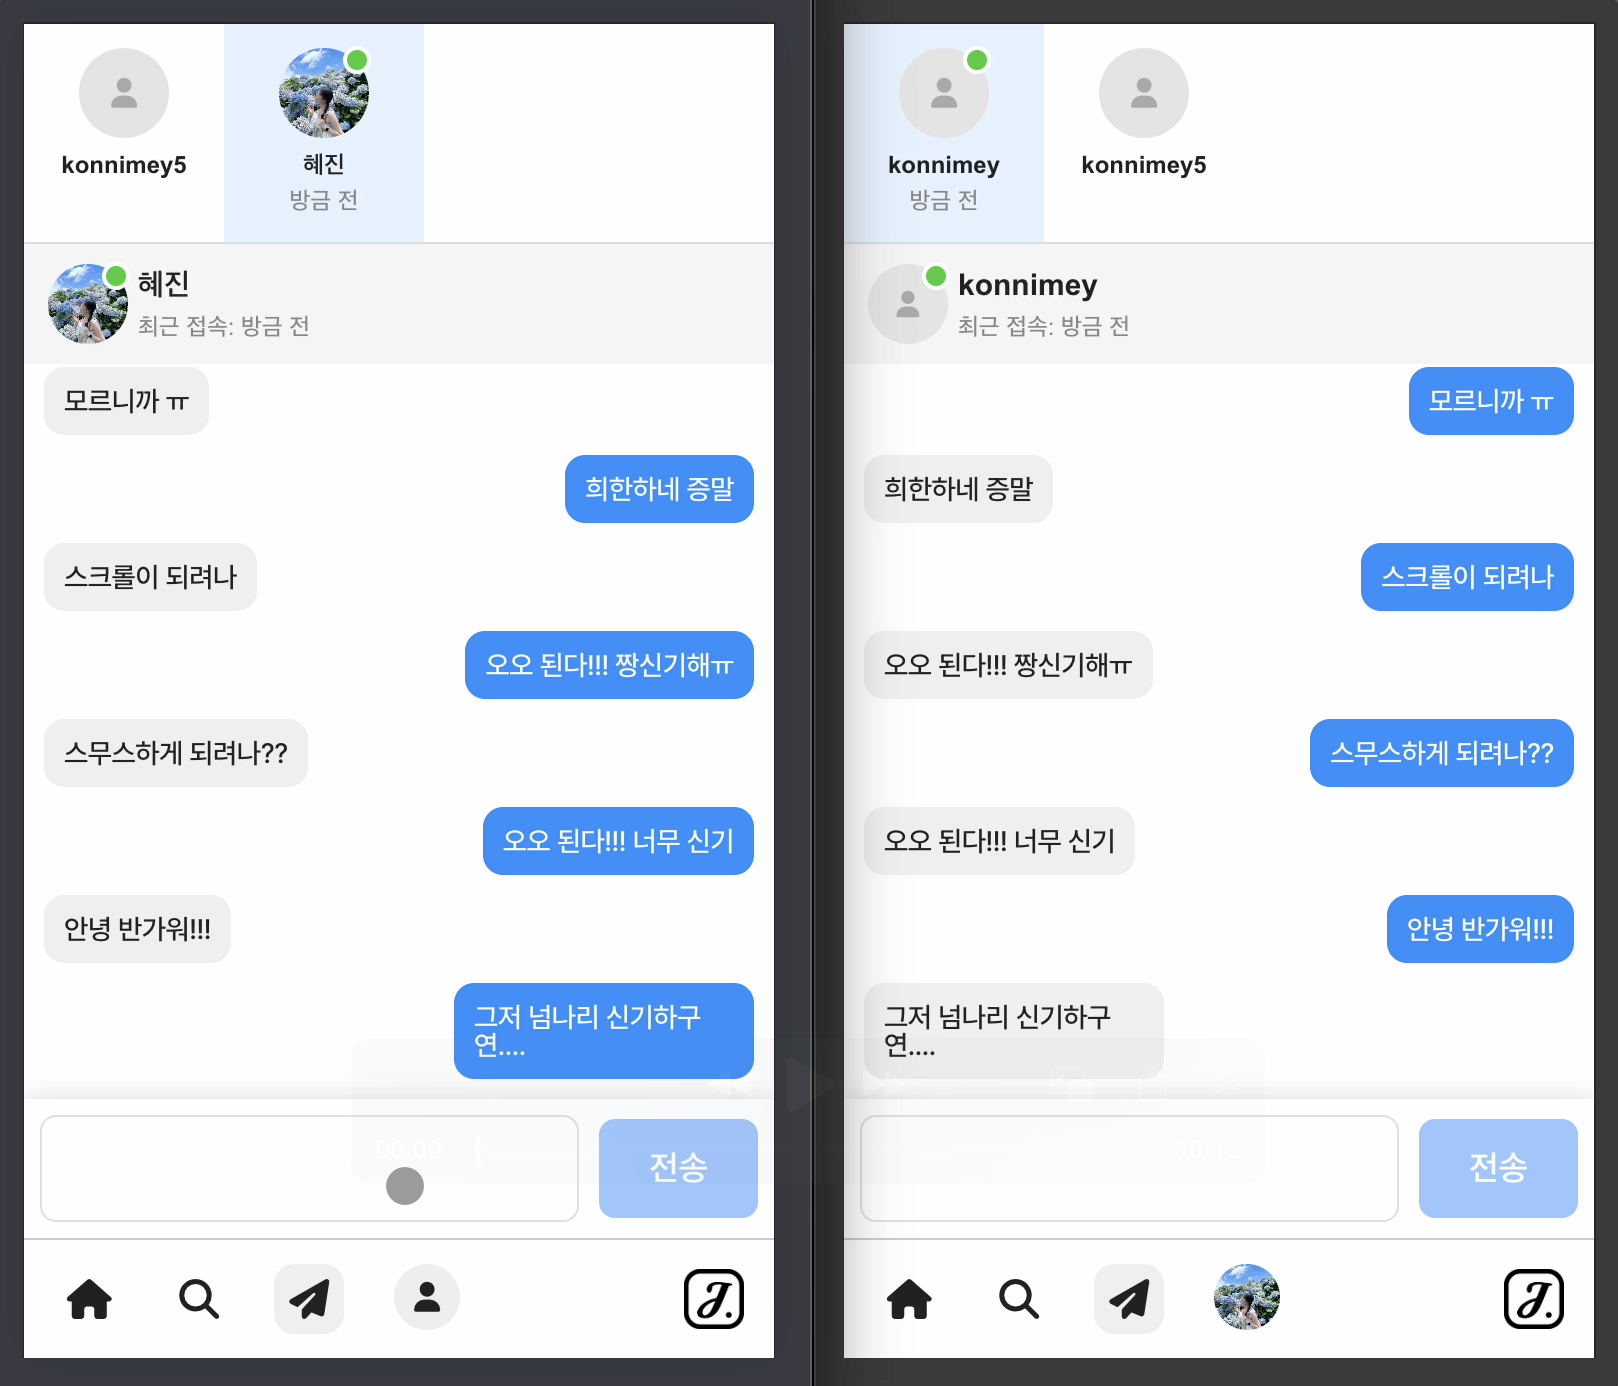 konnimey5
혜진
방금 전
혜진
최근 접속: 방금 전
모르니까 ㅠ
희한하네 증말
스크롤이 되려나
오오 된다!!! 짱신기해ㅠ
스무스하게 되려나??
오오 된다!!! 너무 신기
안녕 반가워!!!
그저 넘나리 신기하구
연....
전송
J.
konnimey
방금 전
konnimey5
konnimey
최근 접속: 방금 전
모르니까 ㅠ
희한하네 증말
스크롤이 되려나
오오 된다!!! 짱신기해ㅠ
스무스하게 되려나??
오오 된다!!! 너무 신기
안녕 반가워!!!
그저 넘나리 신기하구
연....
전송
J.
00:00
00:12